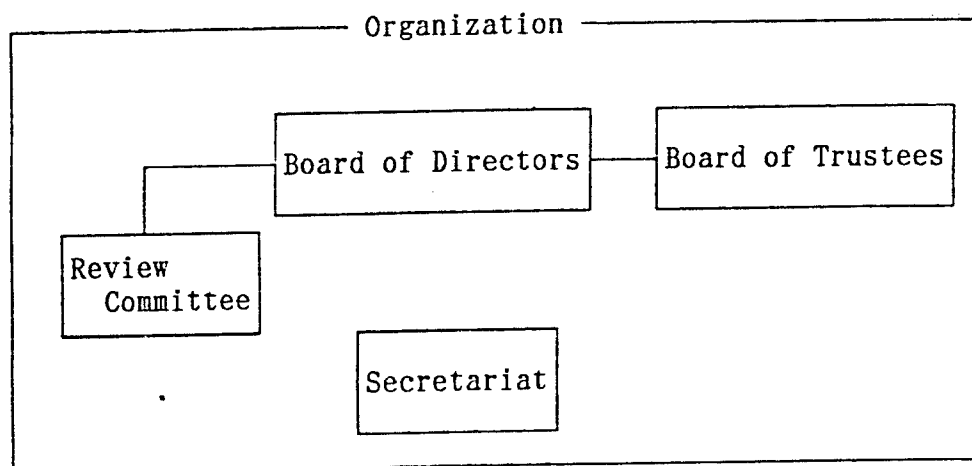 Organization
Board of Directors
Board of Trustees
Review
Committee
Secretariat